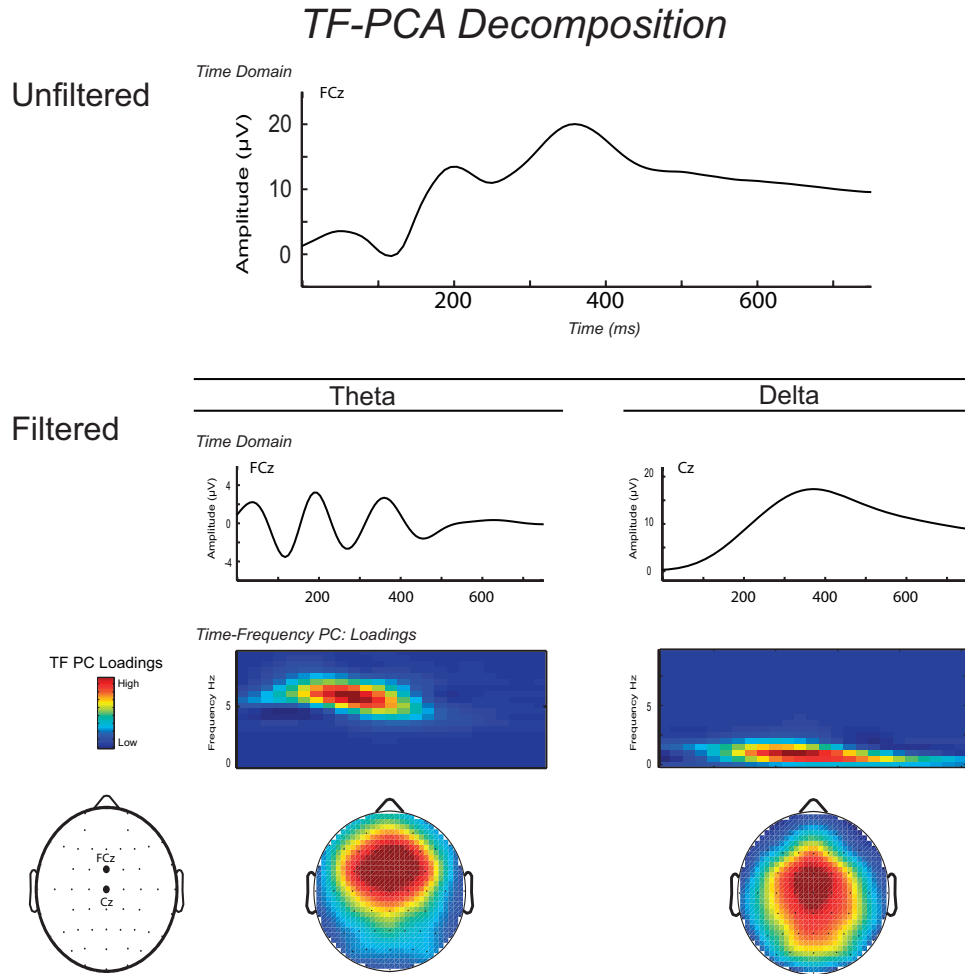 TF-PCA Decomposition
Unfiltered
Time Domain
FCz
Amplitude (µV)
20
10
0
200
400
600
Time (ms)
Theta
Delta
Filtered
Time Domain
FCz
Amplitude (µV)
4
0
-4
200
400
600
Cz
Amplitude (µV)
20
10
0
200
400
600
Time-Frequency PC: Loadings
TF PC Loadings
High
Low
Frequency Hz
5
0
Frequency Hz
5
0
FCz
Cz